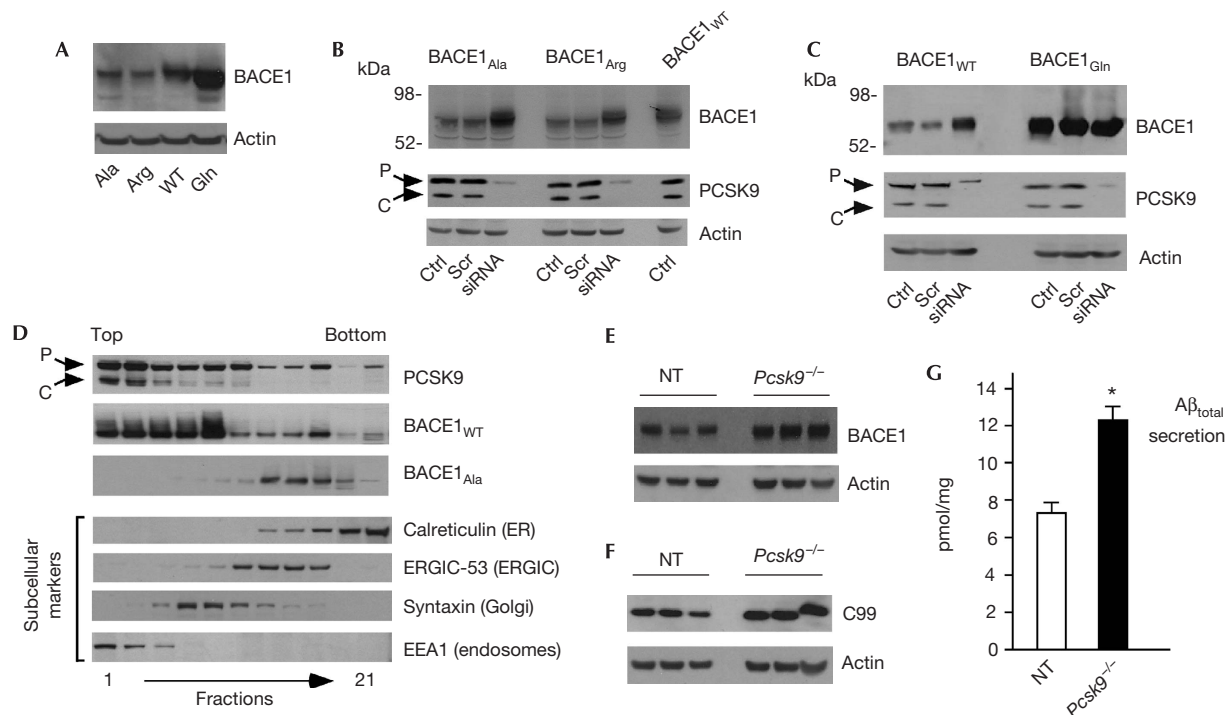 A
BACE1
Actin
Ala Arg WT Gln
B
kDa
BACE1Ala BACE1Arg BACE1WT
98-
52-
BACE1
P
C
PCSK9
Actin
Ctrl Scr siRNA Ctrl Scr siRNA Ctrl
C
kDa
BACE1WT BACE1Gln
98-
52-
BACE1
P
C
PCSK9
Actin
Ctrl Scr siRNA Ctrl Scr siRNA
D
Top Bottom
P
C
PCSK9
BACE1WT
BACE1Ala
Subcellular
markers
Calreticulin (ER)
ERGIC-53 (ERGIC)
Syntaxin (Golgi)
EEA1 (endosomes)
1 21
Fractions
E
NT Pcsk9−/−
BACE1
Actin
F
NT Pcsk9−/−
C99
Actin
G
Aβtotal
secretion
pmol/mg
14
12
10
8
6
4
2
0
*
NT Pcsk9−/−